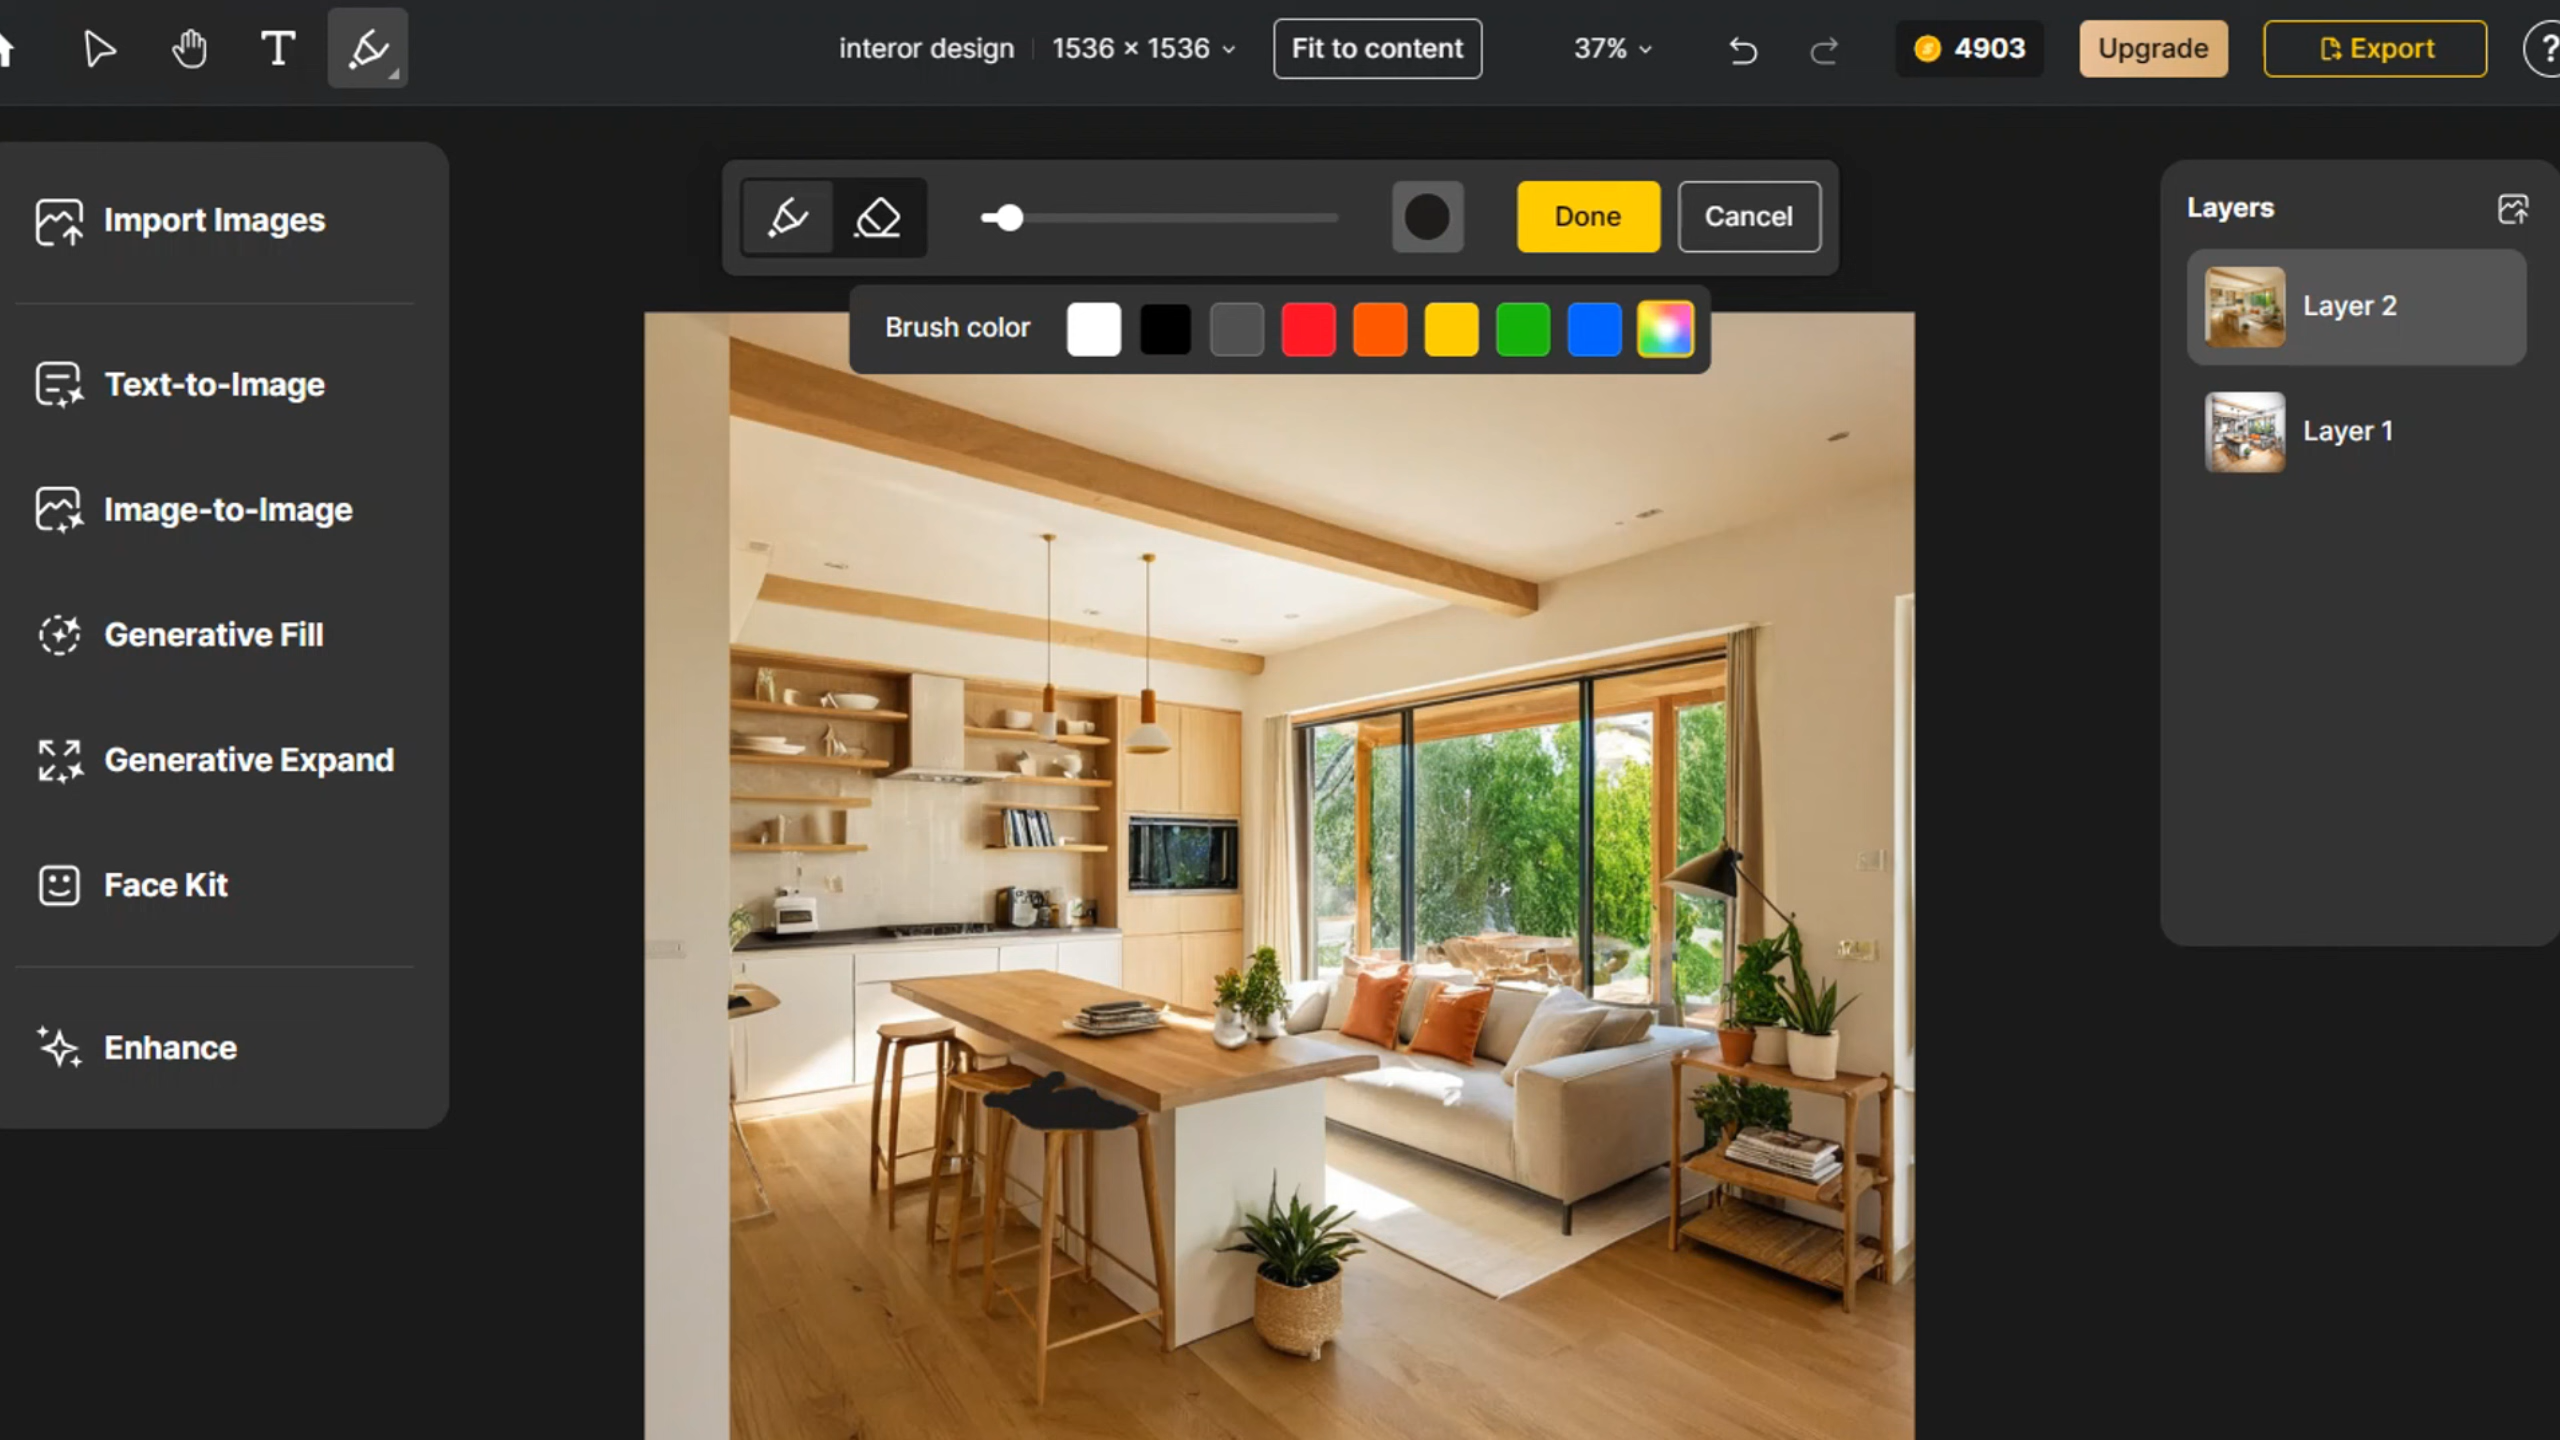 T interor design 1536 × 1536 Fit to content 37% 4903 Upgrade Export ?
Import Images
Done Cancel
Layers
Brush color
Layer 2
Text-to-Image
Layer 1
Image-to-Image
Generative Fill
Generative Expand
Face Kit
Enhance